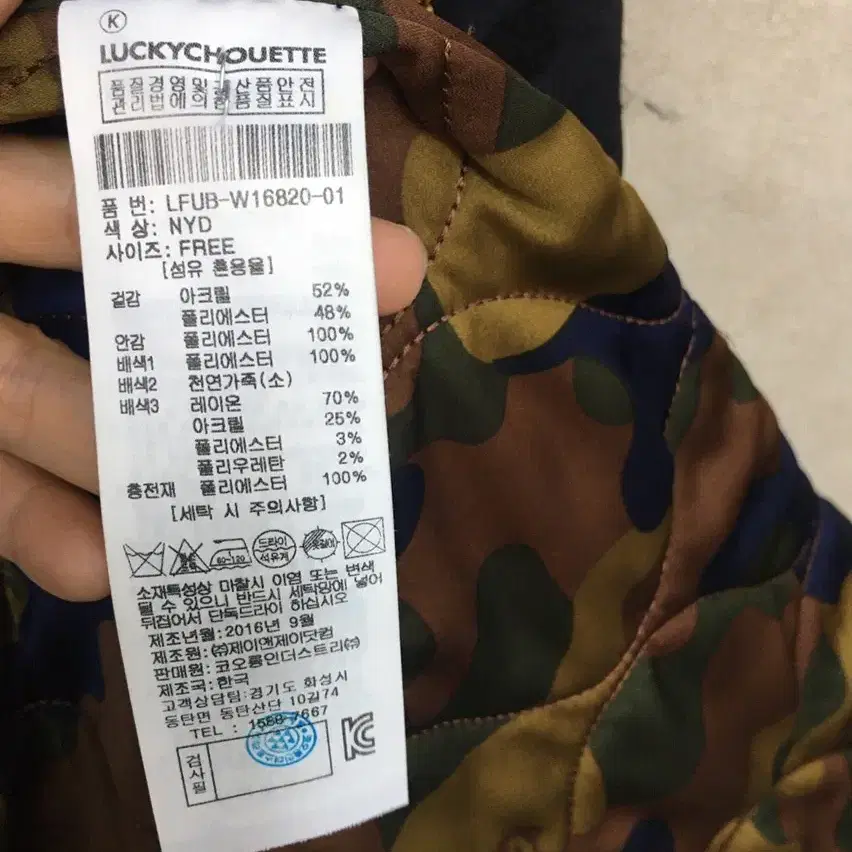 K
LUCKYCHOUETTE
품질경영및공산품안전
관리법에의한품질표시
품 번: LFUB-W16820-01
색 상: NYD
사이즈: FREE
[섬유 혼용율]
겉감 아크릴 52%
폴리에스터 48%
안감 폴리에스터 100%
배색1 폴리에스터 100%
배색2 천연가죽(소)
배색3 레이온 70%
아크릴 25%
폴리에스터 3%
폴리우레탄 2%
충전재 폴리에스터 100%
[세탁 시 주의사항]
80~120 드라이 석유계 옷걸이
소재특성상 마찰시 이염 또는 변색
될 수 있으니 반드시 세탁망에 넣어
뒤집어서 단독드라이 하십시오
제조년월: 2016년 9월
제조원: ㈜제이앤제이닷컴
판매원: 코오롱인더스트리㈜
제조국: 한국
고객상담팀: 경기도 화성시
동탄면 동탄산단 10길74
TEL : 1588-7667
검사필